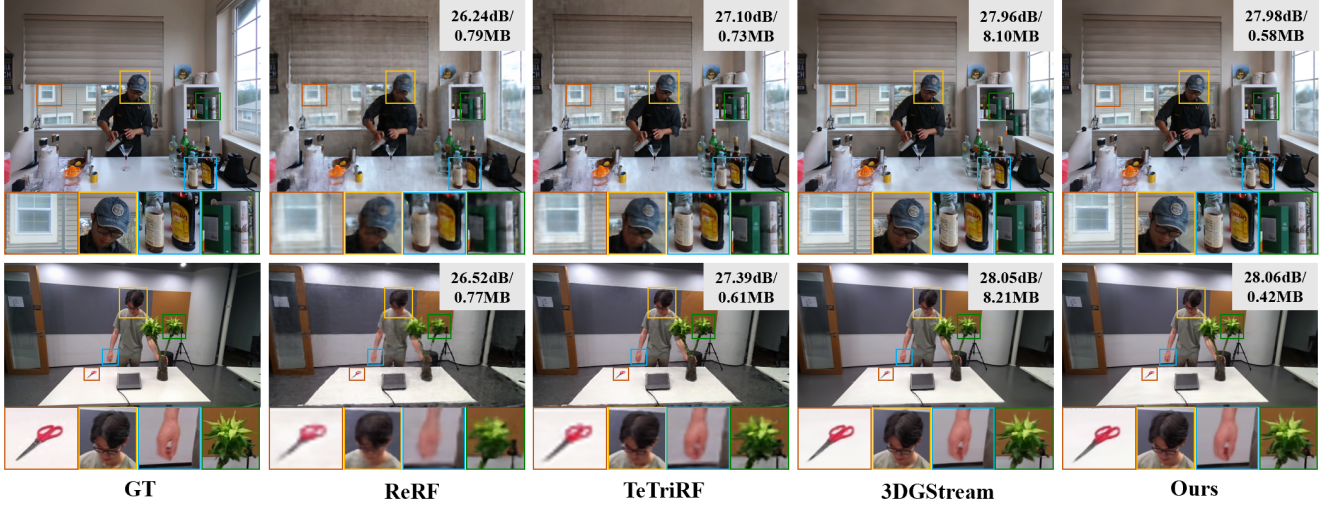 26.24dB/
0.79MB
27.10dB/
0.73MB
27.96dB/
8.10MB
27.98dB/
0.58MB
26.52dB/
0.77MB
27.39dB/
0.61MB
28.05dB/
8.21MB
28.06dB/
0.42MB
GT
ReRF
TeTriRF
3DGStream
Ours